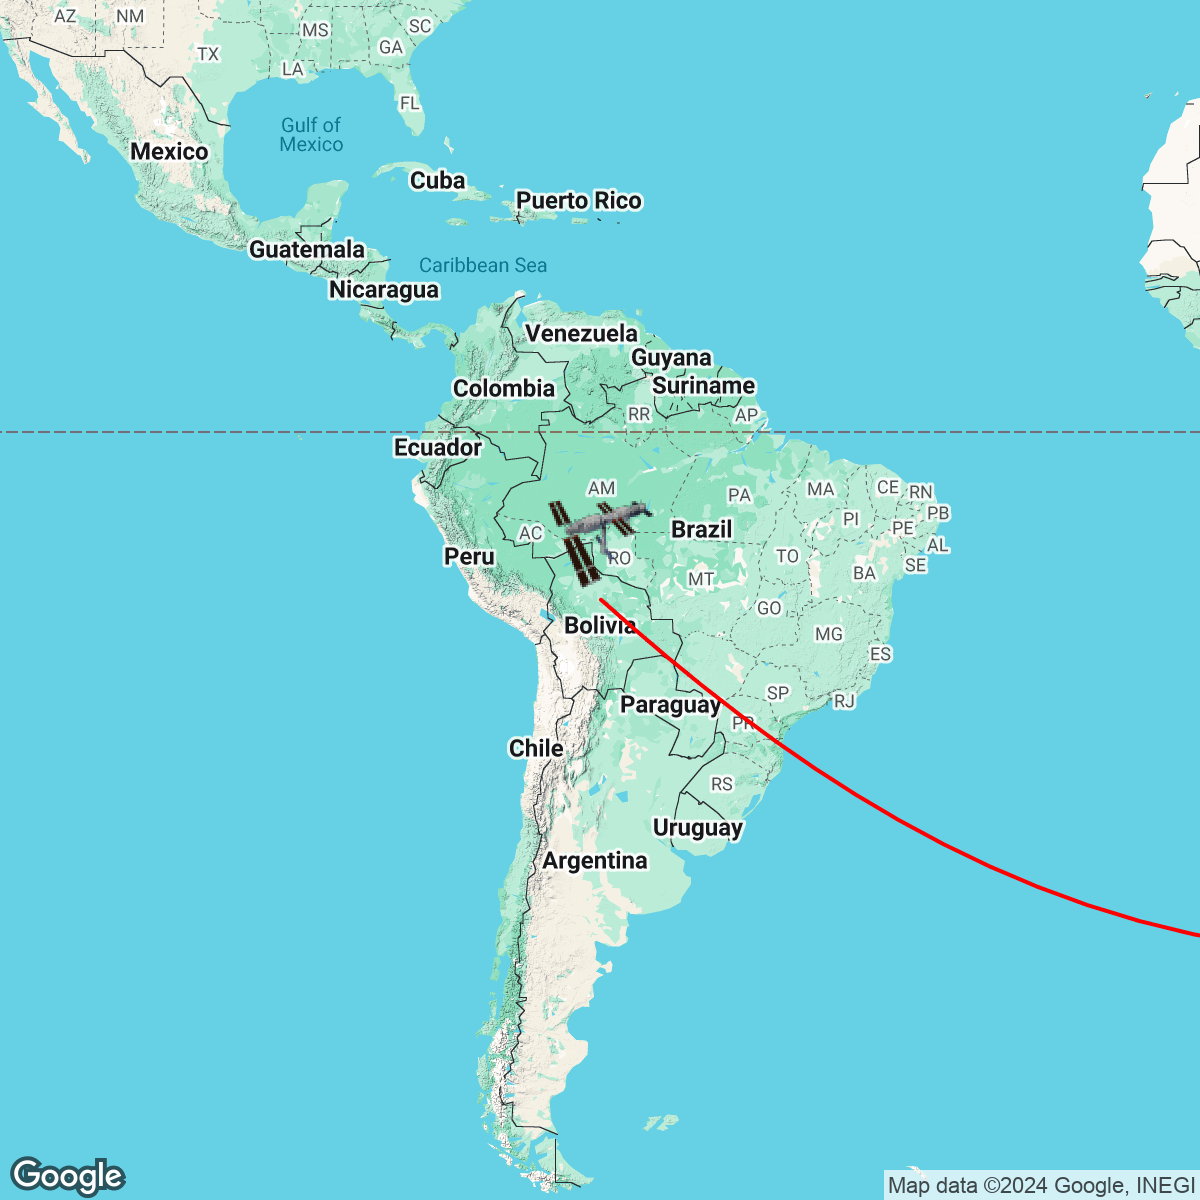 AZ
NM
MS
SC
TX
GA
LA
FL
Gulf of
Mexico
Mexico
Cuba
Puerto Rico
Guatemala
Caribbean Sea
Nicaragua
Venezuela
Guyana
Colombia
Suriname
RR
AP
Ecuador
AM
PA
MA
CE
RN
PB
AC
Brazil
PI
PE
AL
Peru
RO
TO
SE
MT
BA
GO
Bolivia
MG
ES
SP
RJ
Paraguay
PR
Chile
RS
Uruguay
Argentina
Google
Map data ©2024 Google, INEGI